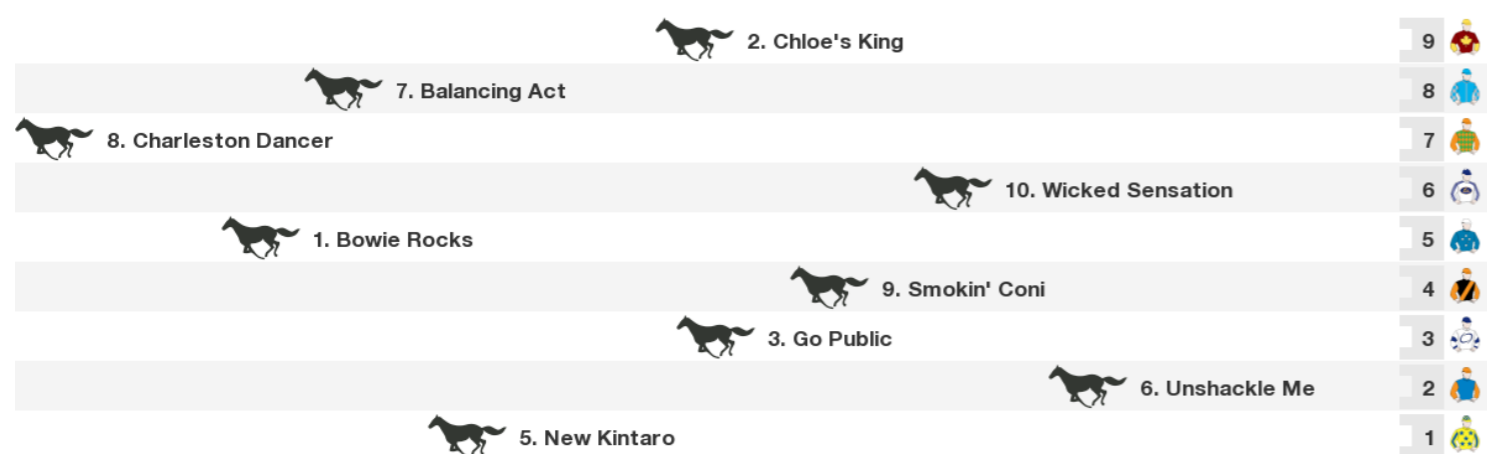 2. Chloe's King 9
7. Balancing Act 8
8. Charleston Dancer 7
10. Wicked Sensation 6
1. Bowie Rocks 5
9. Smokin' Coni 4
3. Go Public 3
6. Unshackle Me 2
5. New Kintaro 1